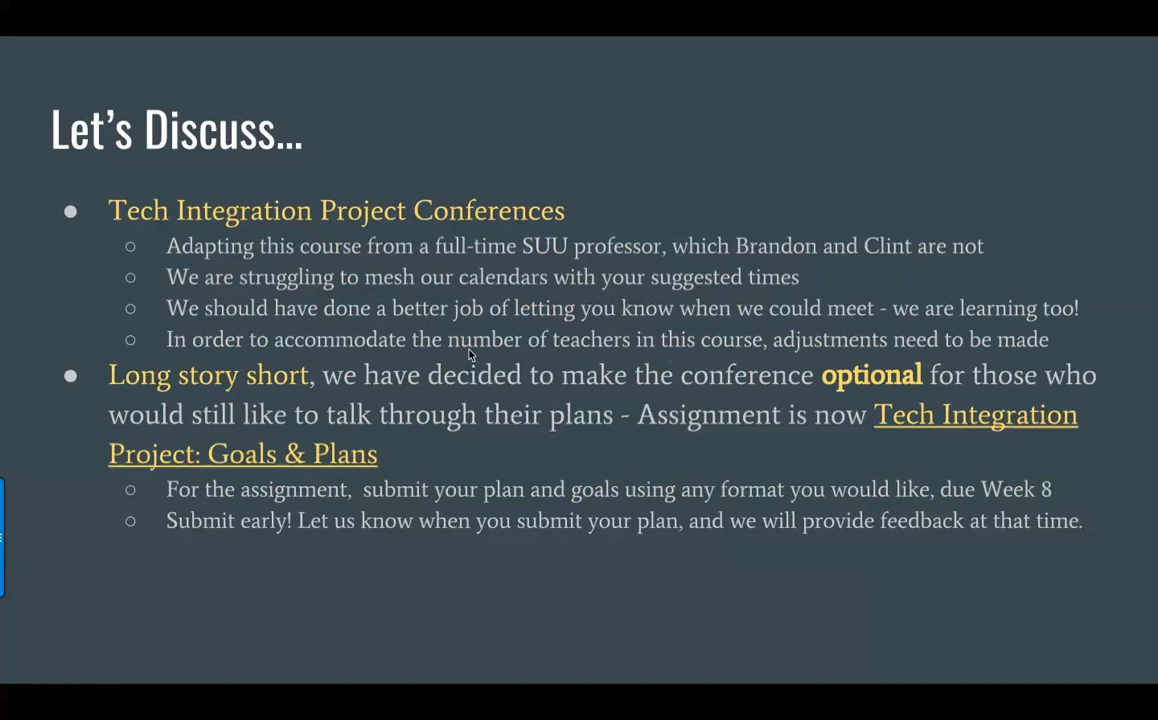 Let's Discuss...
● Tech Integration Project Conferences
○ Adapting this course from a full-time SUU professor, which Brandon and Clint are not
○ We are struggling to mesh our calendars with your suggested times
○ We should have done a better job of letting you know when we could meet - we are learning too!
○ In order to accommodate the number of teachers in this course, adjustments need to be made
● Long story short, we have decided to make the conference optional for those who
would still like to talk through their plans - Assignment is now Tech Integration
Project: Goals & Plans
○ For the assignment, submit your plan and goals using any format you would like, due Week 8
○ Submit early! Let us know when you submit your plan, and we will provide feedback at that time.